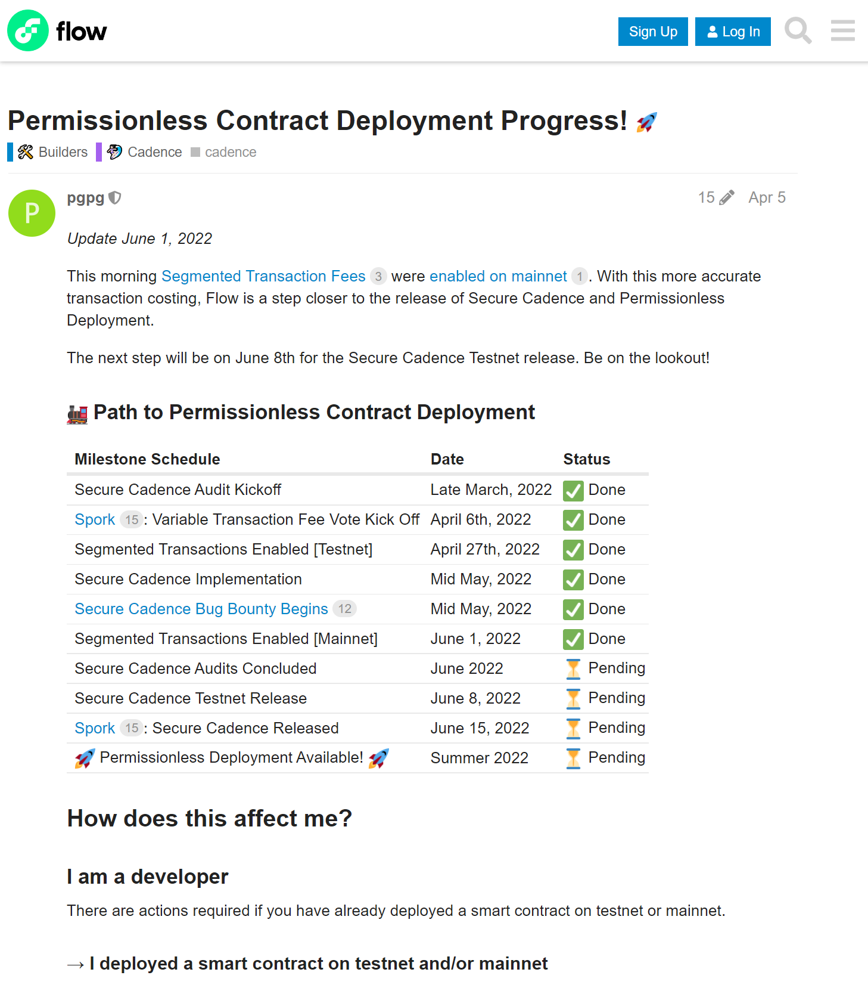 flow
Sign Up
Log In
Permissionless Contract Deployment Progress! 🚀
Builders Cadence cadence
P
pgpg
15 Apr 5
Update June 1, 2022
This morning Segmented Transaction Fees 3 were enabled on mainnet 1. With this more accurate
transaction costing, Flow is a step closer to the release of Secure Cadence and Permissionless
Deployment.
The next step will be on June 8th for the Secure Cadence Testnet release. Be on the lookout!
🚂 Path to Permissionless Contract Deployment
Milestone Schedule Date Status
Secure Cadence Audit Kickoff Late March, 2022 ✅ Done
Spork 15: Variable Transaction Fee Vote Kick Off April 6th, 2022 ✅ Done
Segmented Transactions Enabled [Testnet] April 27th, 2022 ✅ Done
Secure Cadence Implementation Mid May, 2022 ✅ Done
Secure Cadence Bug Bounty Begins 12 Mid May, 2022 ✅ Done
Segmented Transactions Enabled [Mainnet] June 1, 2022 ✅ Done
Secure Cadence Audits Concluded June 2022 ⏳ Pending
Secure Cadence Testnet Release June 8, 2022 ⏳ Pending
Spork 15: Secure Cadence Released June 15, 2022 ⏳ Pending
🚀 Permissionless Deployment Available! 🚀 Summer 2022 ⏳ Pending
How does this affect me?
I am a developer
There are actions required if you have already deployed a smart contract on testnet or mainnet.
→ I deployed a smart contract on testnet and/or mainnet